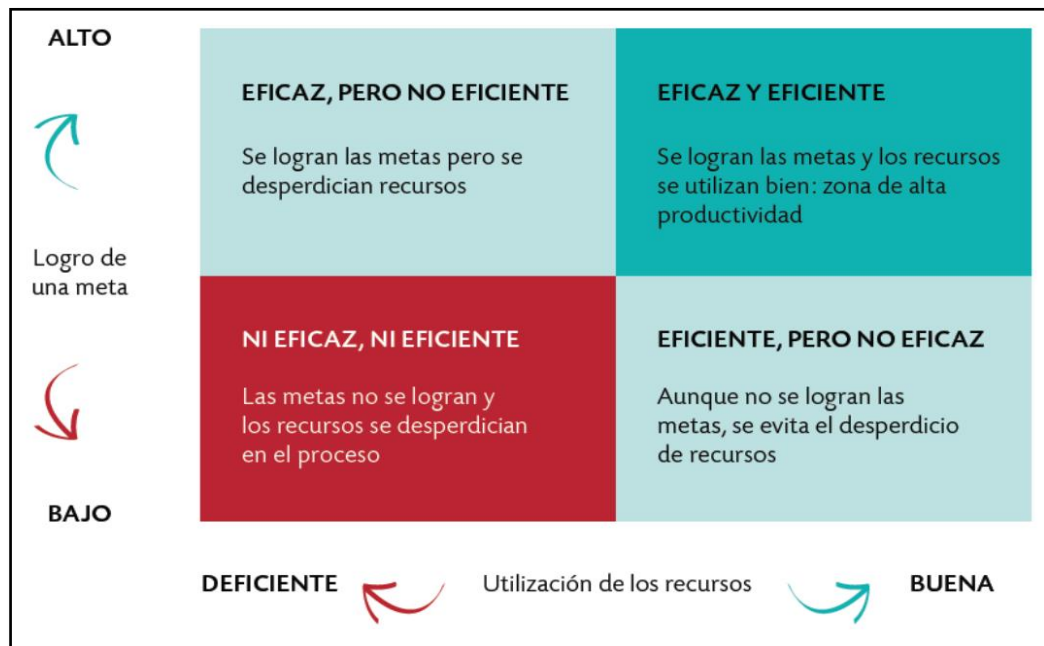 ALTO
EFICAZ, PERO NO EFICIENTE
Se logran las metas pero se
desperdician recursos
EFICAZ Y EFICIENTE
Se logran las metas y los recursos
se utilizan bien: zona de alta
productividad
Logro de
una meta
NI EFICAZ, NI EFICIENTE
Las metas no se logran y
los recursos se desperdician
en el proceso
EFICIENTE, PERO NO EFICAZ
Aunque no se logran las
metas, se evita el desperdicio
de recursos
BAJO
DEFICIENTE
Utilización de los recursos
BUENA